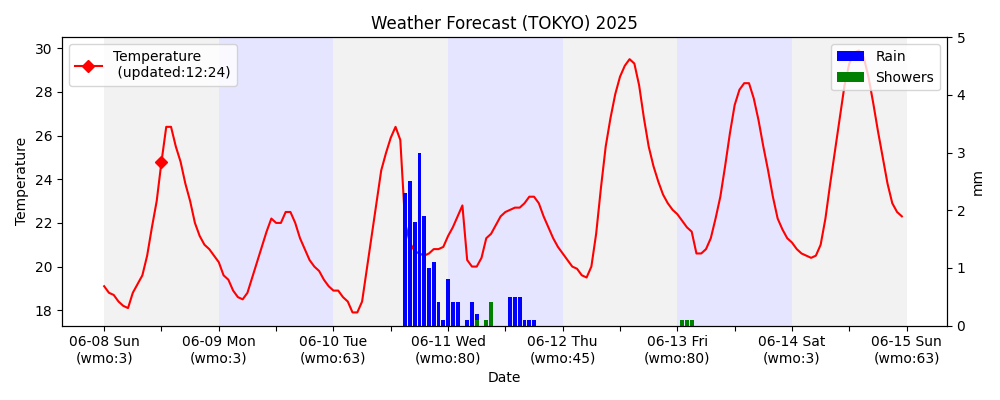 Weather Forecast (TOKYO) 2025
Temperature
(updated:12:24)
Rain
Showers
30
28
26
24
22
20
18
Temperature
5
4
3
2
1
0
mm
06-08 Sun
(wmo:3)
06-09 Mon
(wmo:3)
06-10 Tue
(wmo:63)
06-11 Wed
(wmo:80)
06-12 Thu
(wmo:45)
06-13 Fri
(wmo:80)
06-14 Sat
(wmo:3)
06-15 Sun
(wmo:63)
Date